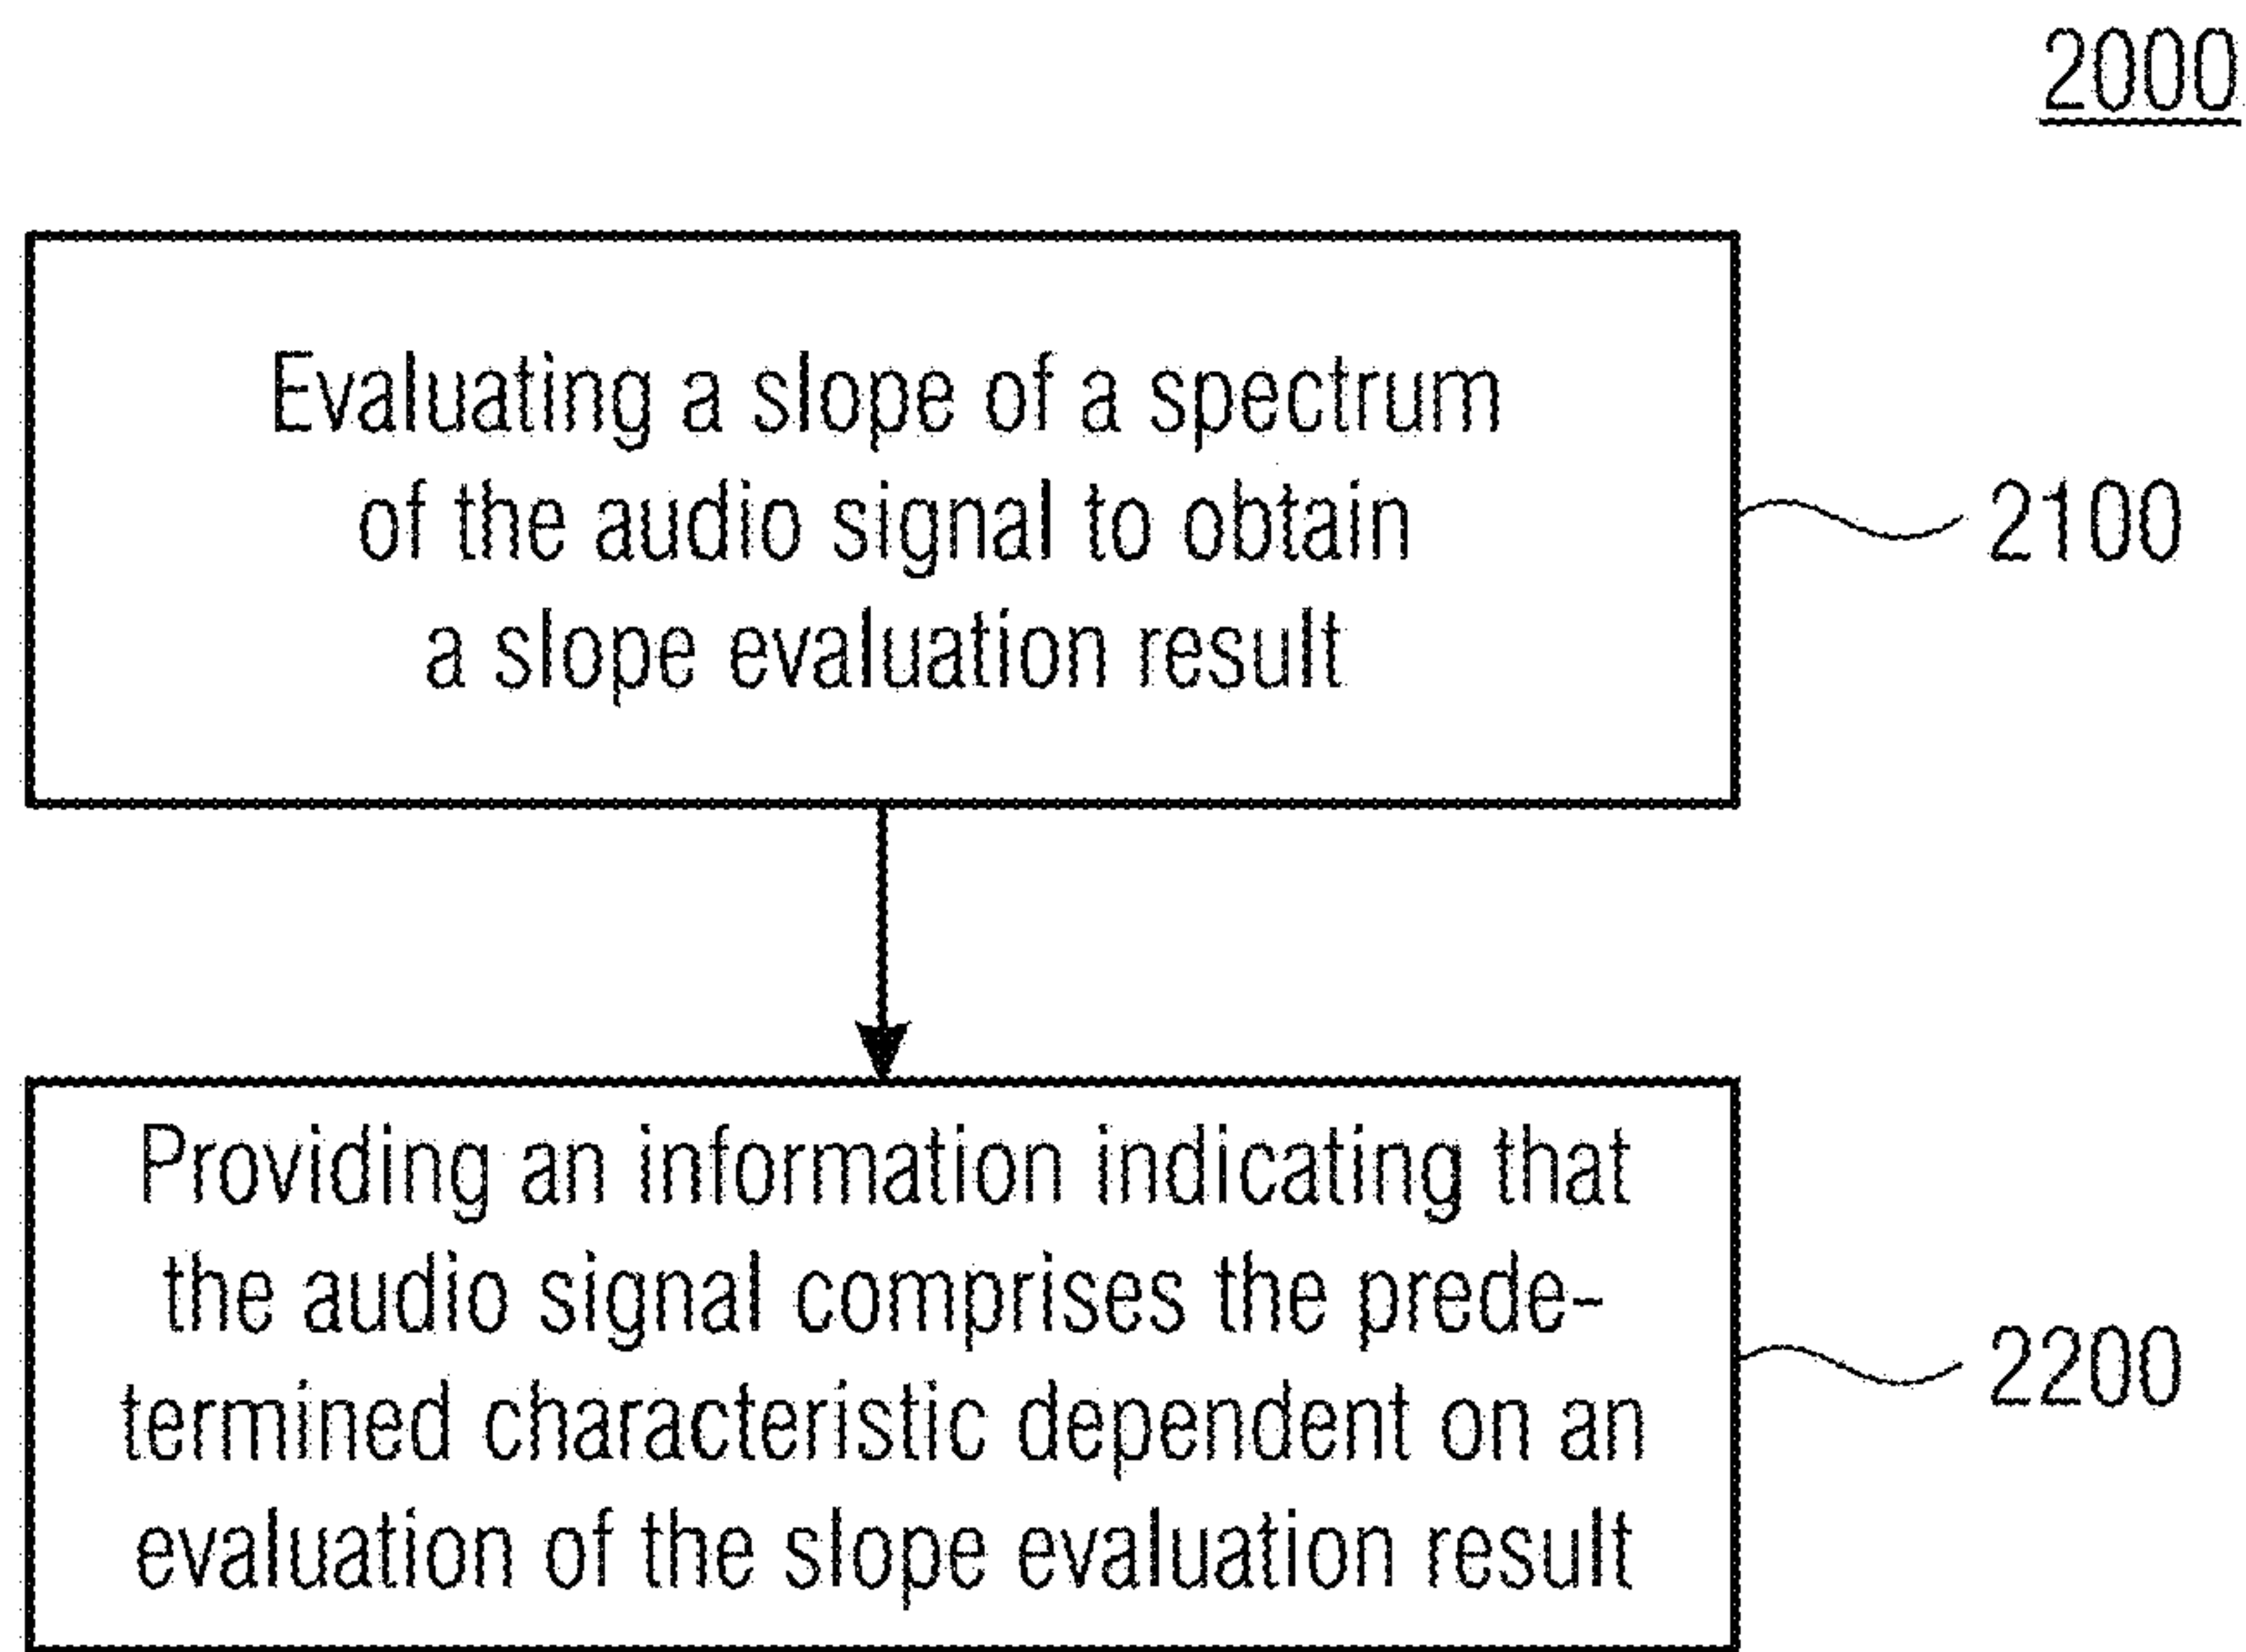 2000
Evaluating a slope of a spectrum
of the audio signal to obtain
a slope evaluation result
2100
Providing an information indicating that
the audio signal comprises the prede-
termined characteristic dependent on an
evaluation of the slope evaluation result
2200